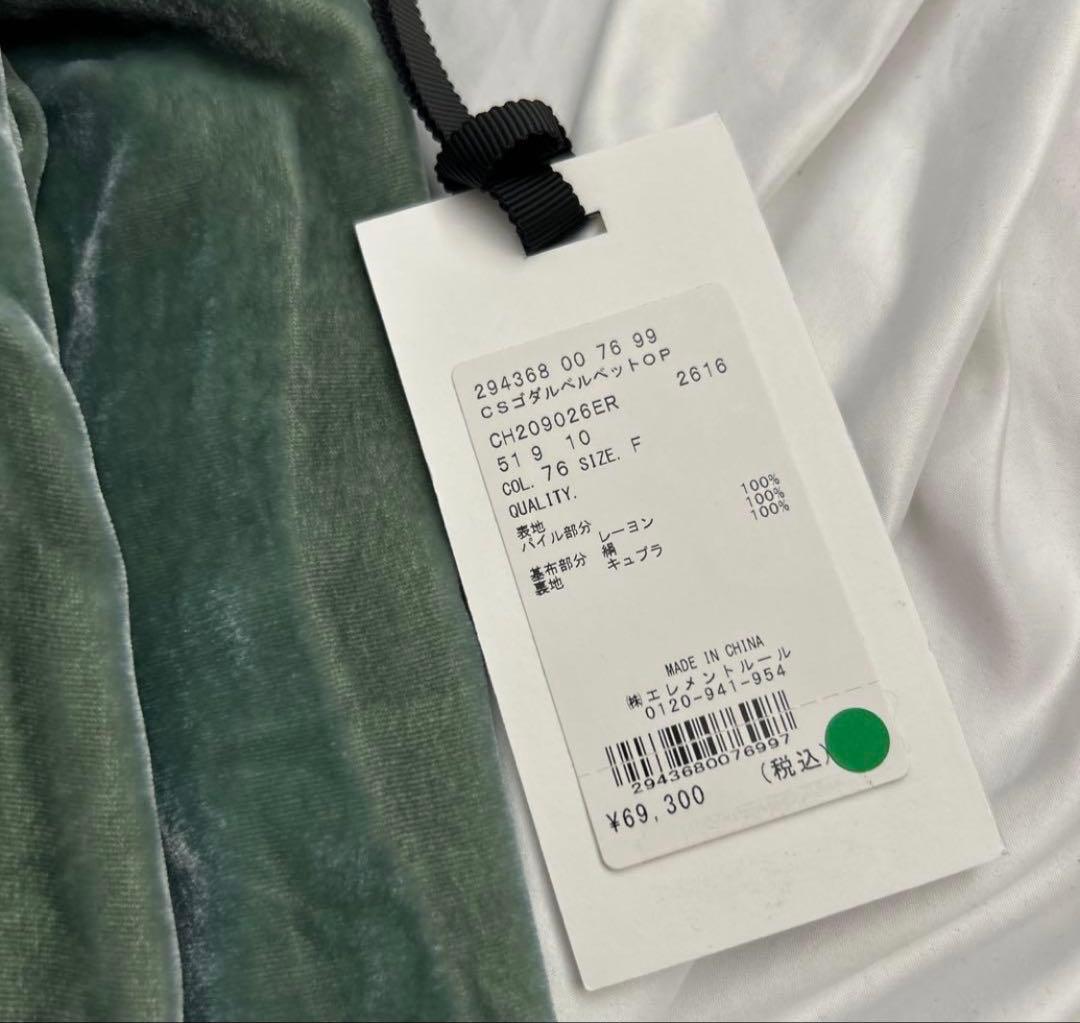 294368 00 76 99
CSゴダルベルベットOP
2616
CH209026ER
51 9 10
COL. 76 SIZE. F
QUALITY.
表地
パイル部分 レーヨン 100%
基布部分 絹 100%
裏地 キュプラ 100%
MADE IN CHINA
㈱エレメントルール
0120-941-954
2943680076997
¥69,300 (税込)